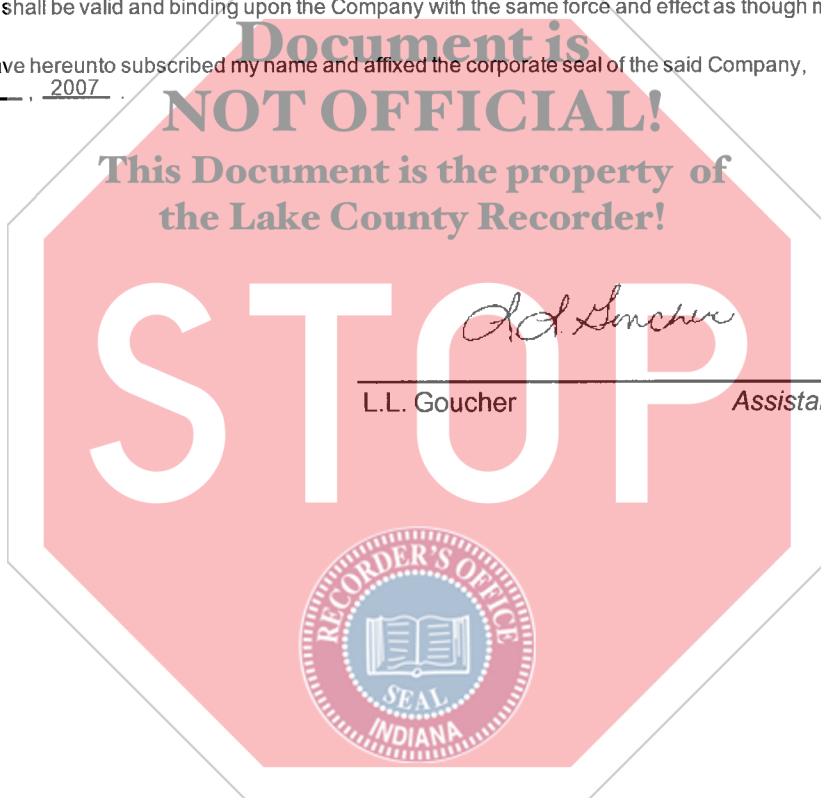 shall be valid and binding upon the Company with the same force and effect as though m
Document is
ve hereunto subscribed my name and affixed the corporate seal of the said Company,
, 2007 .
NOT OFFICIAL!
This Document is the property of
the Lake County Recorder!
STOP
L.L. Goucher
L.L. Goucher Assista
RECORDER'S OFFICE
SEAL
INDIANA